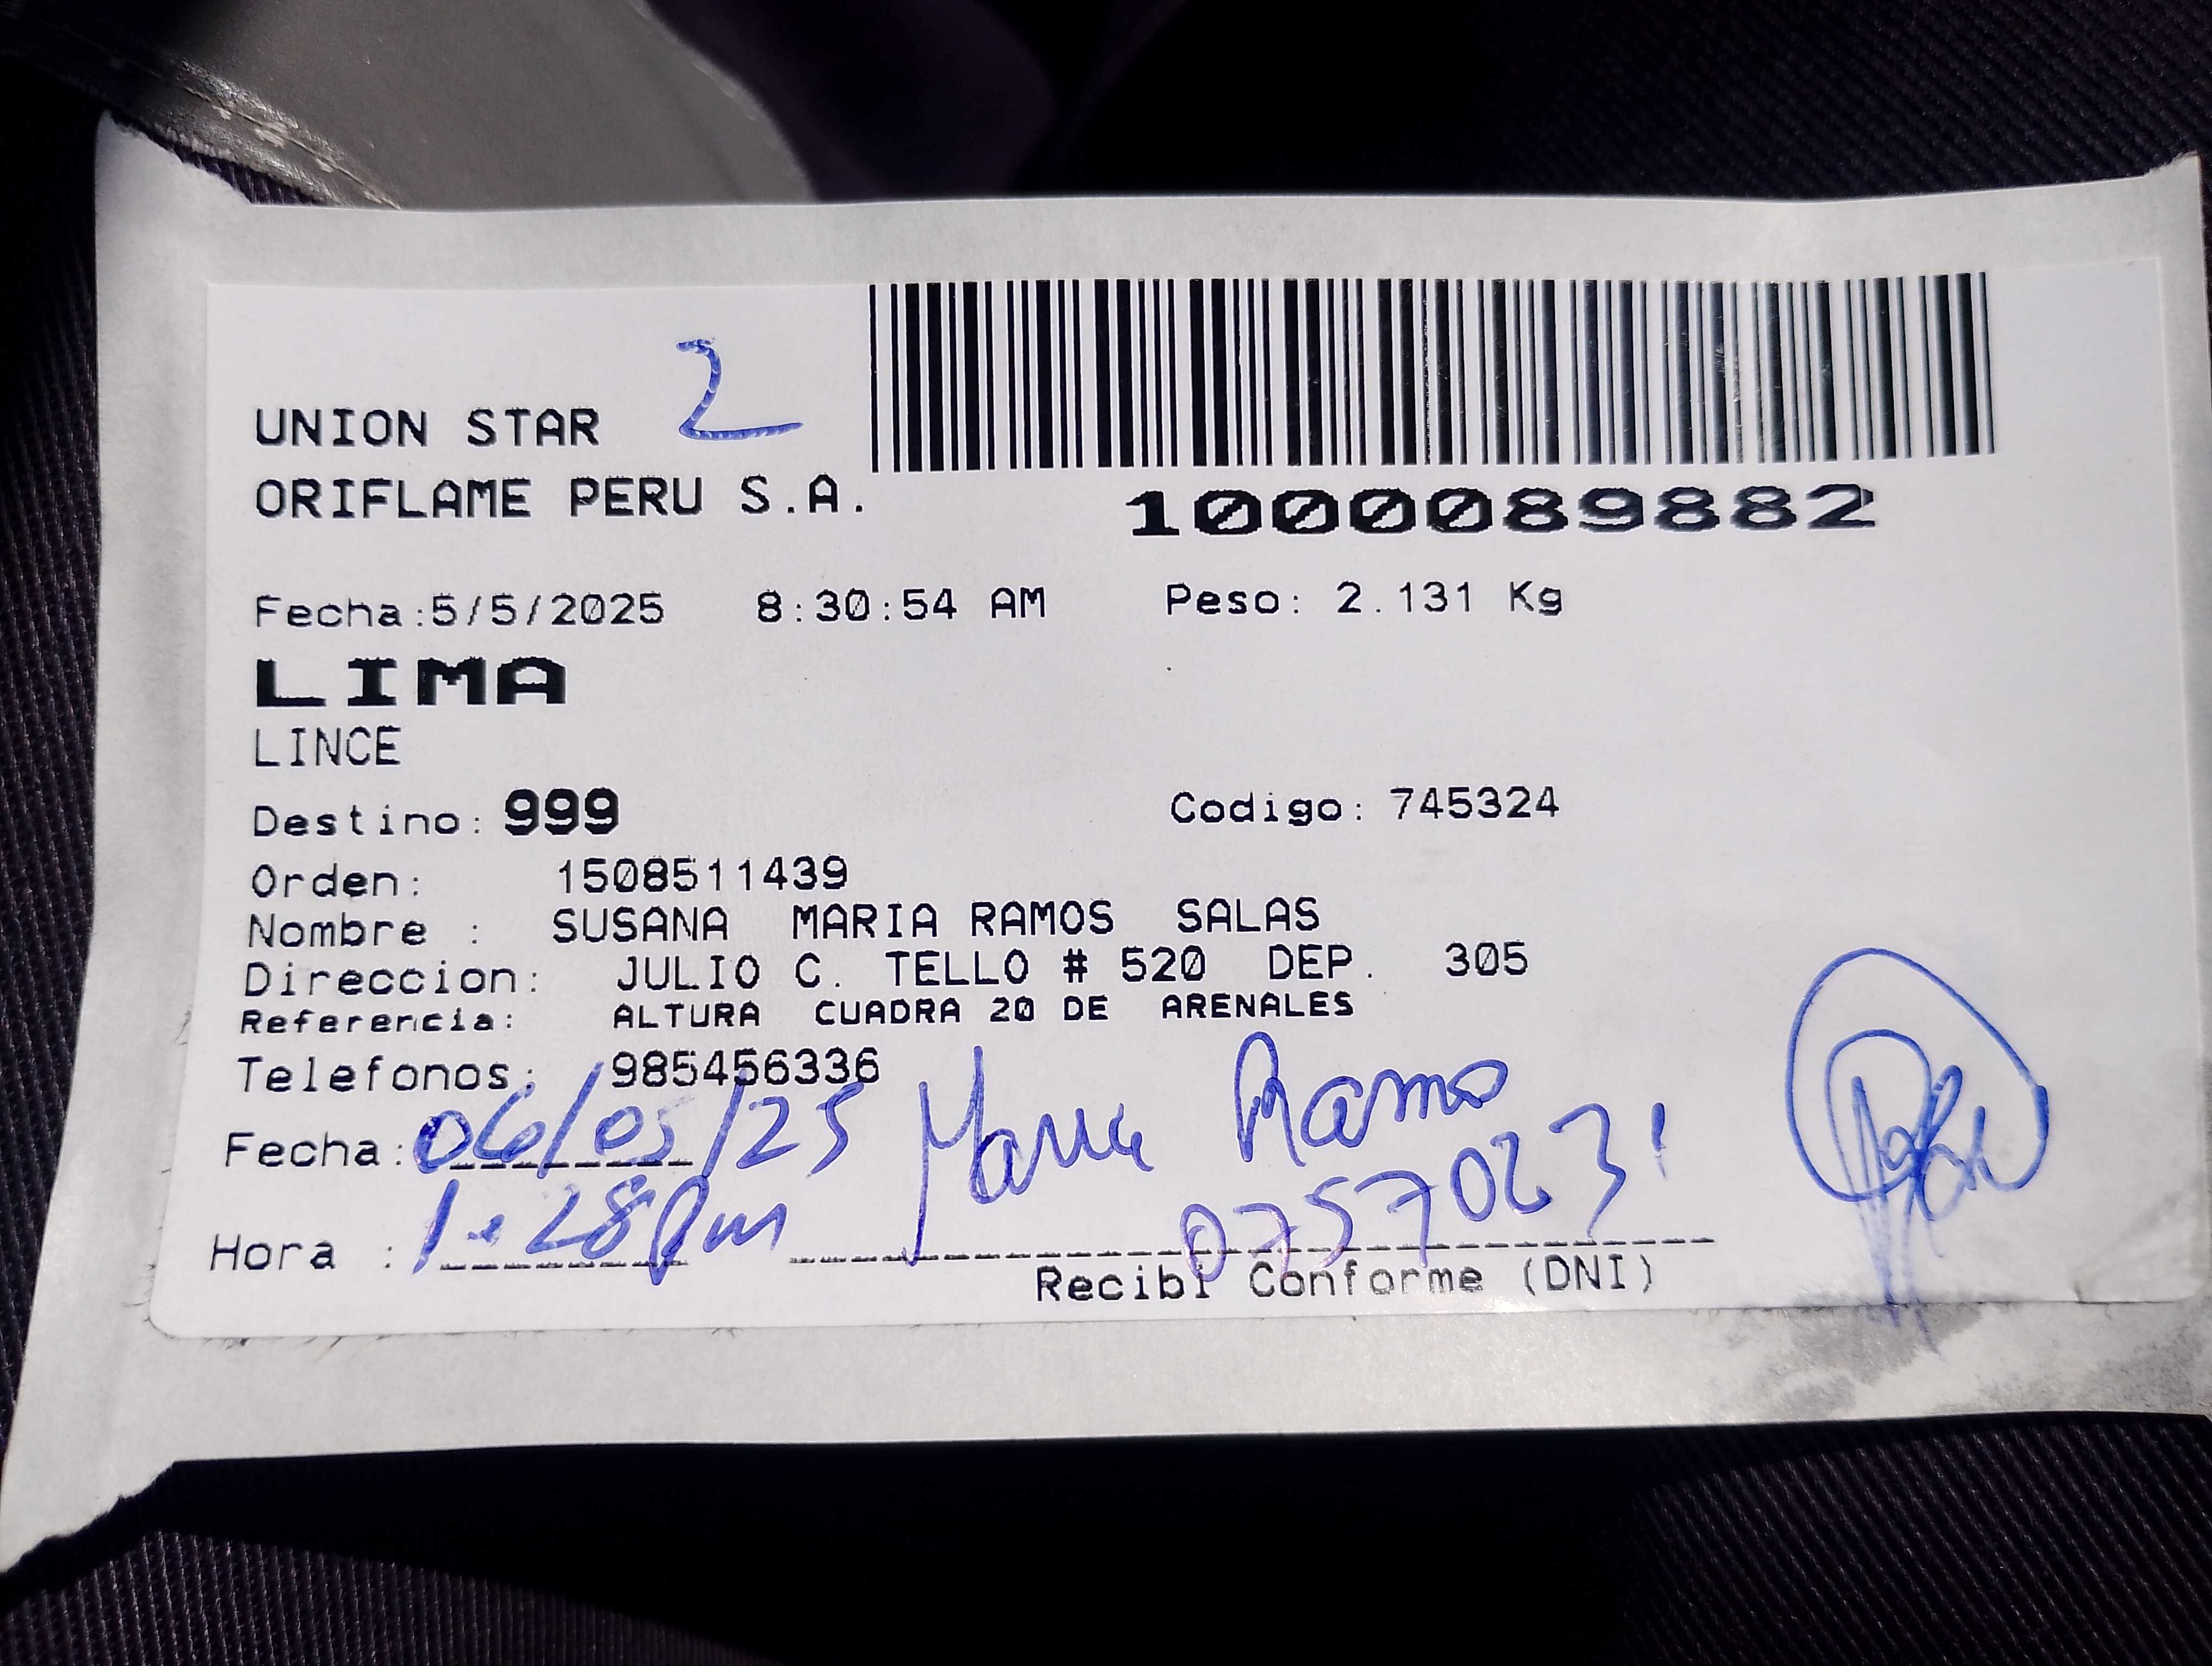 UNION STAR 2
ORIFLAME PERU S.A.
1000089882
Fecha:5/5/2025 8:30:54 AM Peso: 2.131 Kg
LIMA
LINCE
Destino: 999 Codigo: 745324
Orden: 1508511439
Nombre : SUSANA MARIA RAMOS SALAS
Direccion: JULIO C. TELLO # 520 DEP. 305
Referencia: ALTURA CUADRA 20 DE ARENALES
Telefonos: 985456336
Fecha: 06/05/25 Maria Ramos
Hora : 1:28pm
Recibi Conforme (DNI)